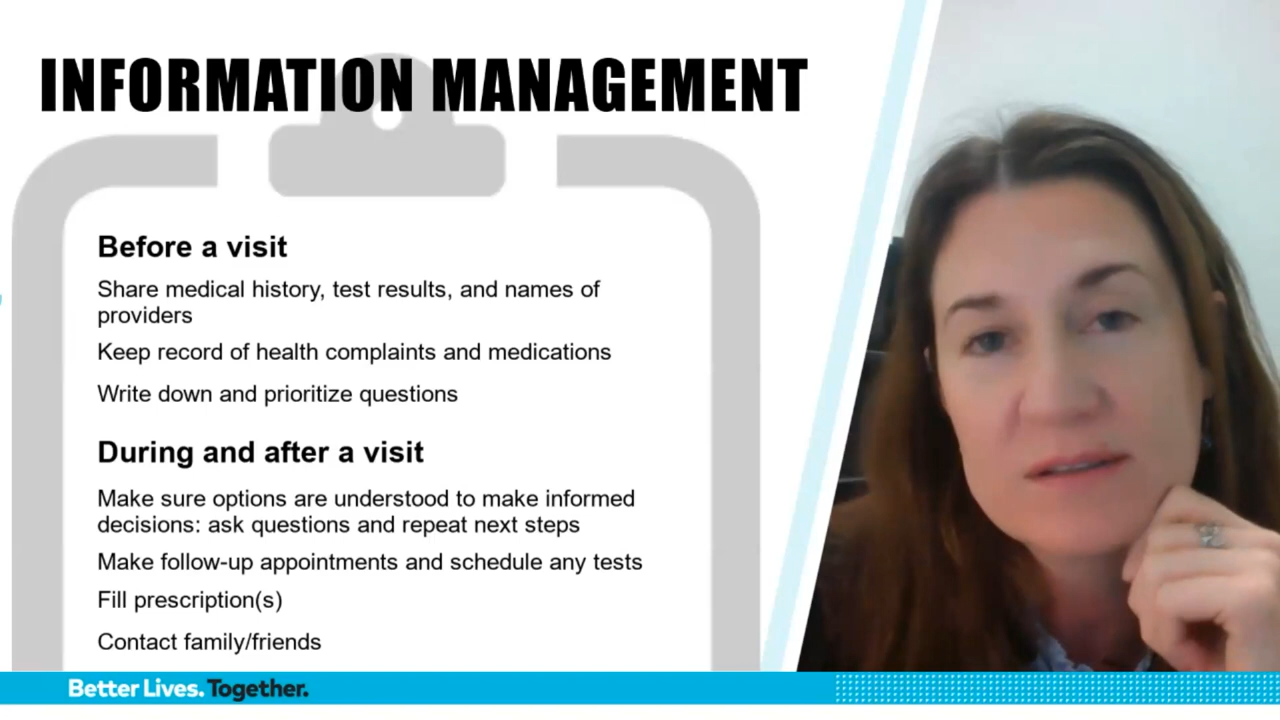 INFORMATION MANAGEMENT
Before a visit
Share medical history, test results, and names of
providers
Keep record of health complaints and medications
Write down and prioritize questions
During and after a visit
Make sure options are understood to make informed
decisions: ask questions and repeat next steps
Make follow-up appointments and schedule any tests
Fill prescription(s)
Contact family/friends
Better Lives. Together.